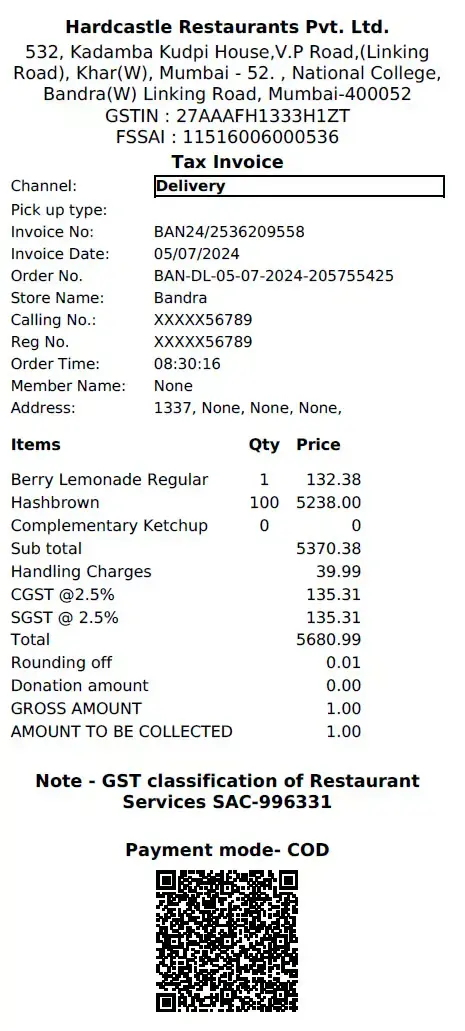 Hardcastle Restaurants Pvt. Ltd.
532, Kadamba Kudpi House,V.P Road,(Linking
Road), Khar(W), Mumbai - 52. , National College,
Bandra(W) Linking Road, Mumbai-400052
GSTIN : 27AAAFH1333H1ZT
FSSAI : 11516006000536
Tax Invoice
Channel: Delivery
Pick up type:
Invoice No: BAN24/2536209558
Invoice Date: 05/07/2024
Order No. BAN-DL-05-07-2024-205755425
Store Name: Bandra
Calling No.: XXXXX56789
Reg No. XXXXX56789
Order Time: 08:30:16
Member Name: None
Address: 1337, None, None, None,
Items Qty Price
Berry Lemonade Regular 1 132.38
Hashbrown 100 5238.00
Complementary Ketchup 0 0
Sub total 5370.38
Handling Charges 39.99
CGST @2.5% 135.31
SGST @ 2.5% 135.31
Total 5680.99
Rounding off 0.01
Donation amount 0.00
GROSS AMOUNT 1.00
AMOUNT TO BE COLLECTED 1.00
Note - GST classification of Restaurant
Services SAC-996331
Payment mode- COD